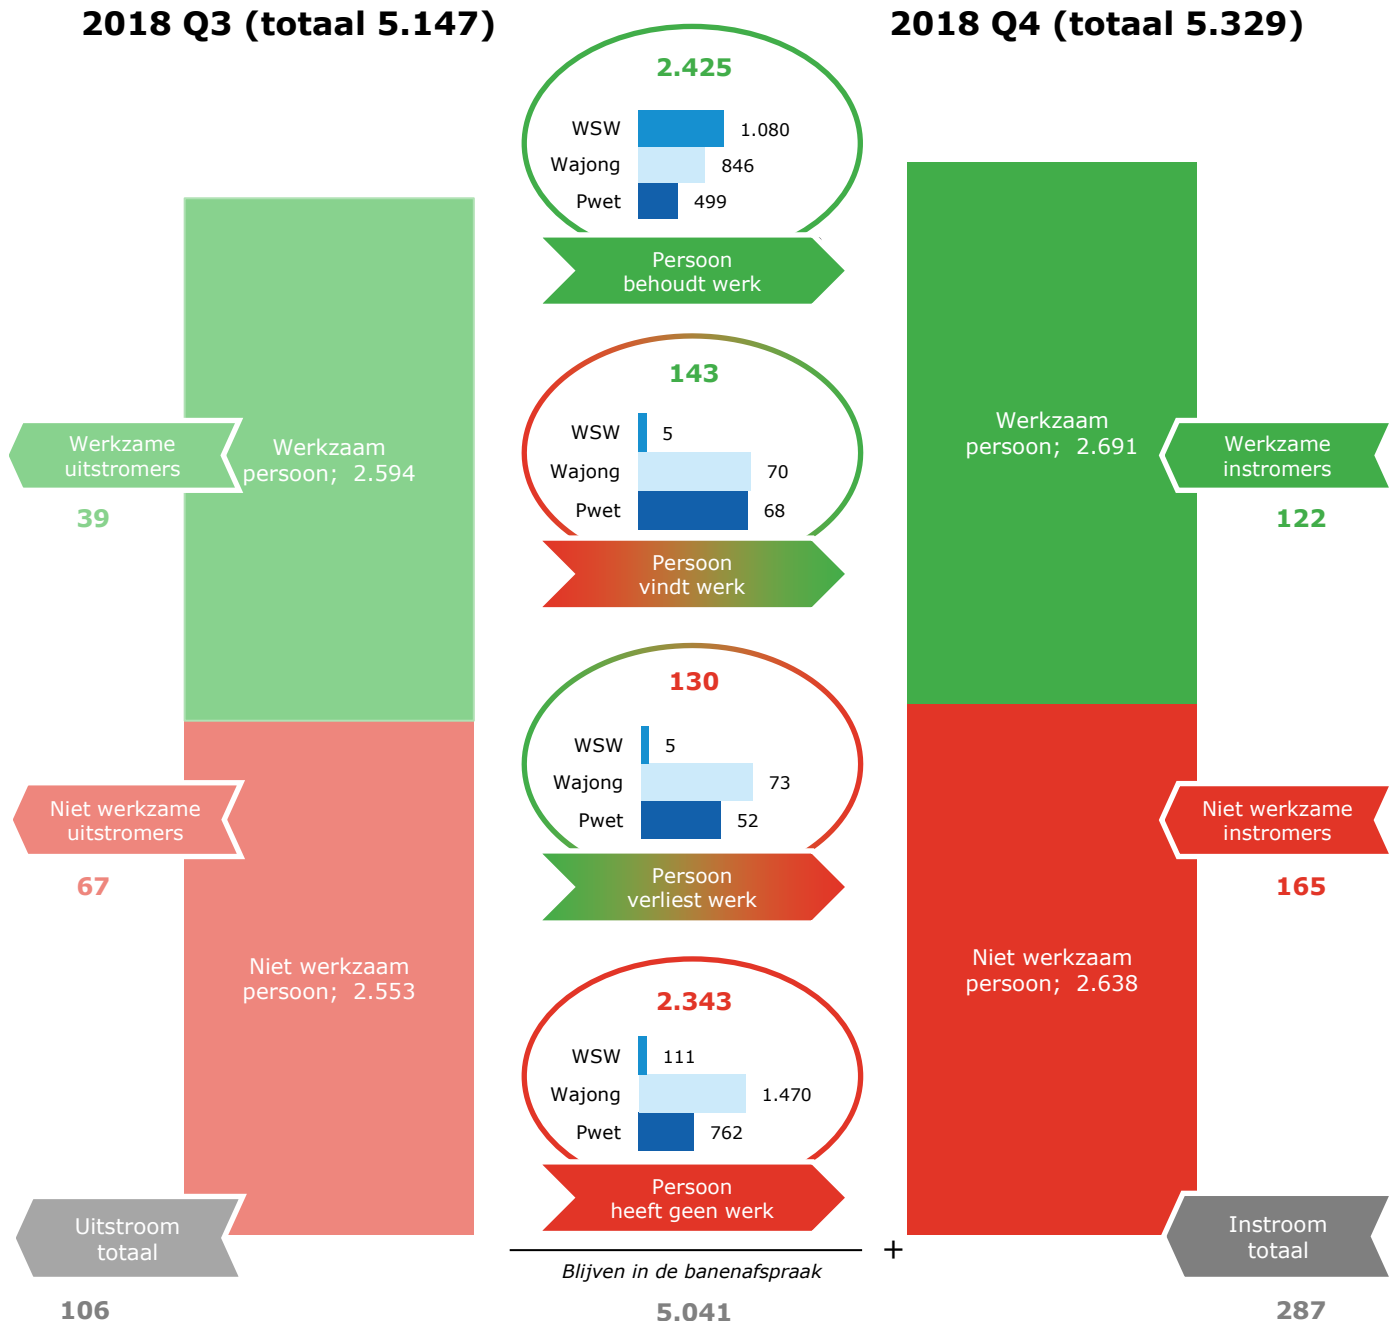 2018 Q3 (totaal 5.147)
2018 Q4 (totaal 5.329)
2.425
WSW 1.080
Wajong 846
Pwet 499
Persoon
behoudt werk
143
WSW 5
Wajong 70
Pwet 68
Persoon
vindt werk
130
WSW 5
Wajong 73
Pwet 52
Persoon
verliest werk
2.343
WSW 111
Wajong 1.470
Pwet 762
Persoon
heeft geen werk
+
Blijven in de banenafspraak
5.041
Werkzame
uitstromers
39
Werkzaam
persoon; 2.594
Niet werkzame
uitstromers
67
Niet werkzaam
persoon; 2.553
Uitstroom
totaal
106
Werkzaam
persoon; 2.691
Werkzame
instromers
122
Niet werkzame
instromers
165
Niet werkzaam
persoon; 2.638
Instroom
totaal
287